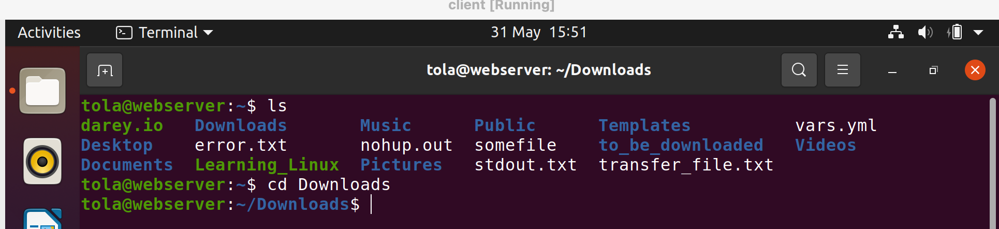 client [Running]
Activities Terminal 31 May 15:51
tola@webserver: ~/Downloads
tola@webserver:~$ ls
darey.io Downloads Music Public Templates vars.yml
Desktop error.txt nohup.out somefile to_be_downloaded Videos
Documents Learning_Linux Pictures stdout.txt transfer_file.txt
tola@webserver:~$ cd Downloads
tola@webserver:~/Downloads$